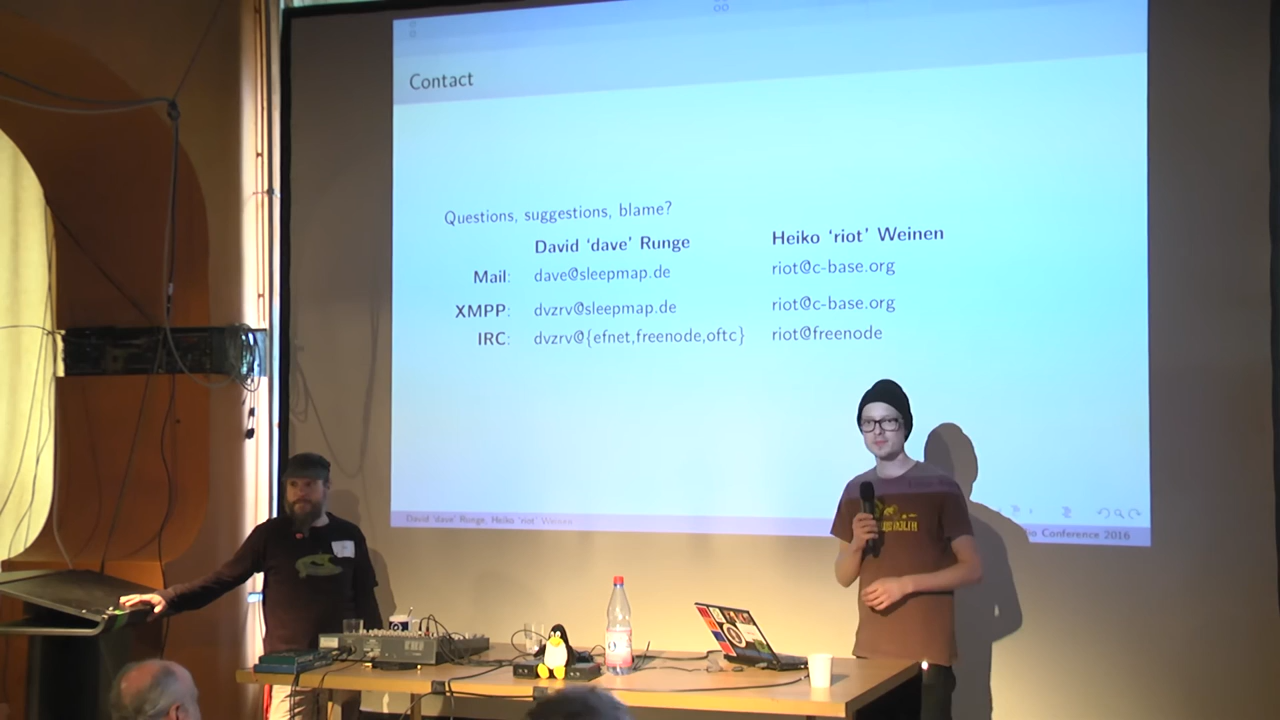 Contact
Questions, suggestions, blame?
David ‘dave’ Runge Heiko ‘riot’ Weinen
Mail: dave@sleepmap.de riot@c-base.org
XMPP: dvzrv@sleepmap.de riot@c-base.org
IRC: dvzrv@{efnet,freenode,oftc} riot@freenode
David ‘dave’ Runge, Heiko ‘riot’ Weinen
Conference 2016